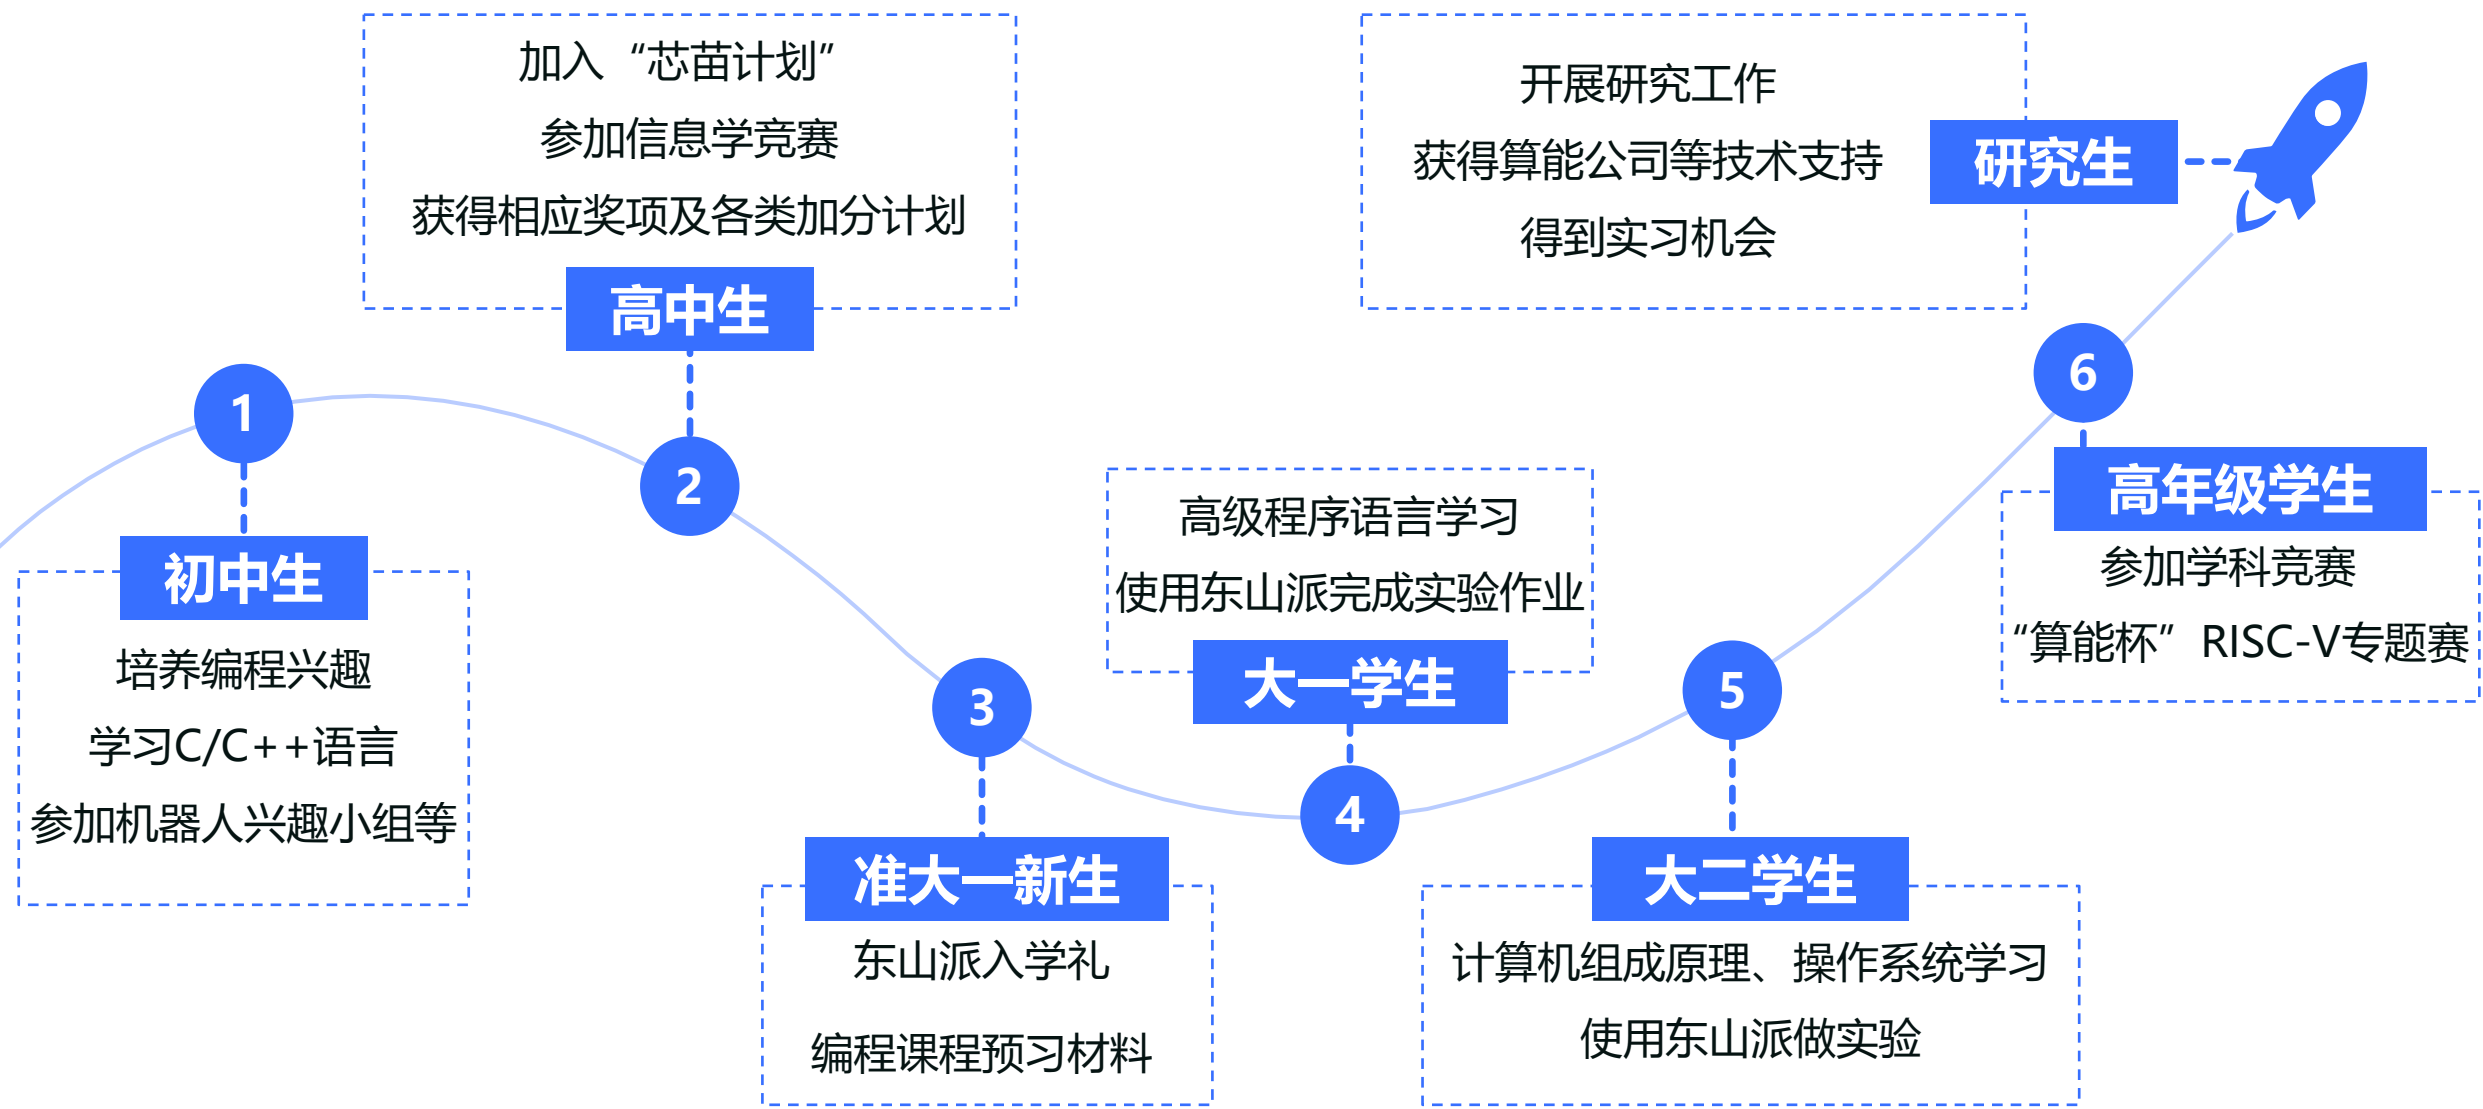 1
初中生
培养编程兴趣
学习C/C++语言
参加机器人兴趣小组等
加入“芯苗计划”
参加信息学竞赛
获得相应奖项及各类加分计划
高中生
2
3
准大一新生
东山派入学礼
编程课程预习材料
高级程序语言学习
使用东山派完成实验作业
大一学生
4
5
大二学生
计算机组成原理、操作系统学习
使用东山派做实验
6
高年级学生
参加学科竞赛
“算能杯”RISC-V专题赛
开展研究工作
获得算能公司等技术支持
得到实习机会
研究生